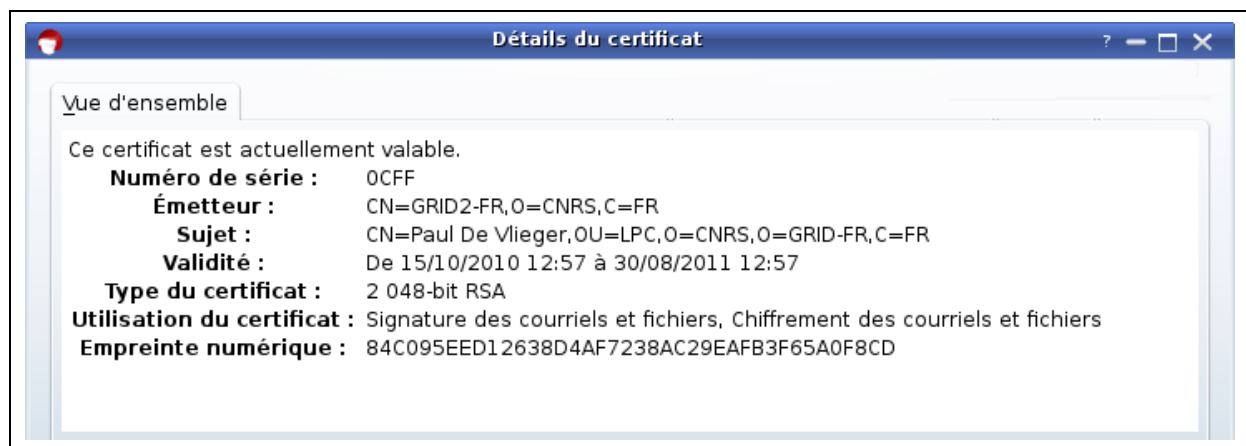 Détails du certificat ?
Vue d'ensemble
Ce certificat est actuellement valable.
Numéro de série : 0CFF
Émetteur : CN=GRID2-FR,O=CNRS,C=FR
Sujet : CN=Paul De Vlieger,OU=LPC,O=CNRS,O=GRID-FR,C=FR
Validité : De 15/10/2010 12:57 à 30/08/2011 12:57
Type du certificat : 2 048-bit RSA
Utilisation du certificat : Signature des courriels et fichiers, Chiffrement des courriels et fichiers
Empreinte numérique : 84C095EED12638D4AF7238AC29EAFB3F65A0F8CD